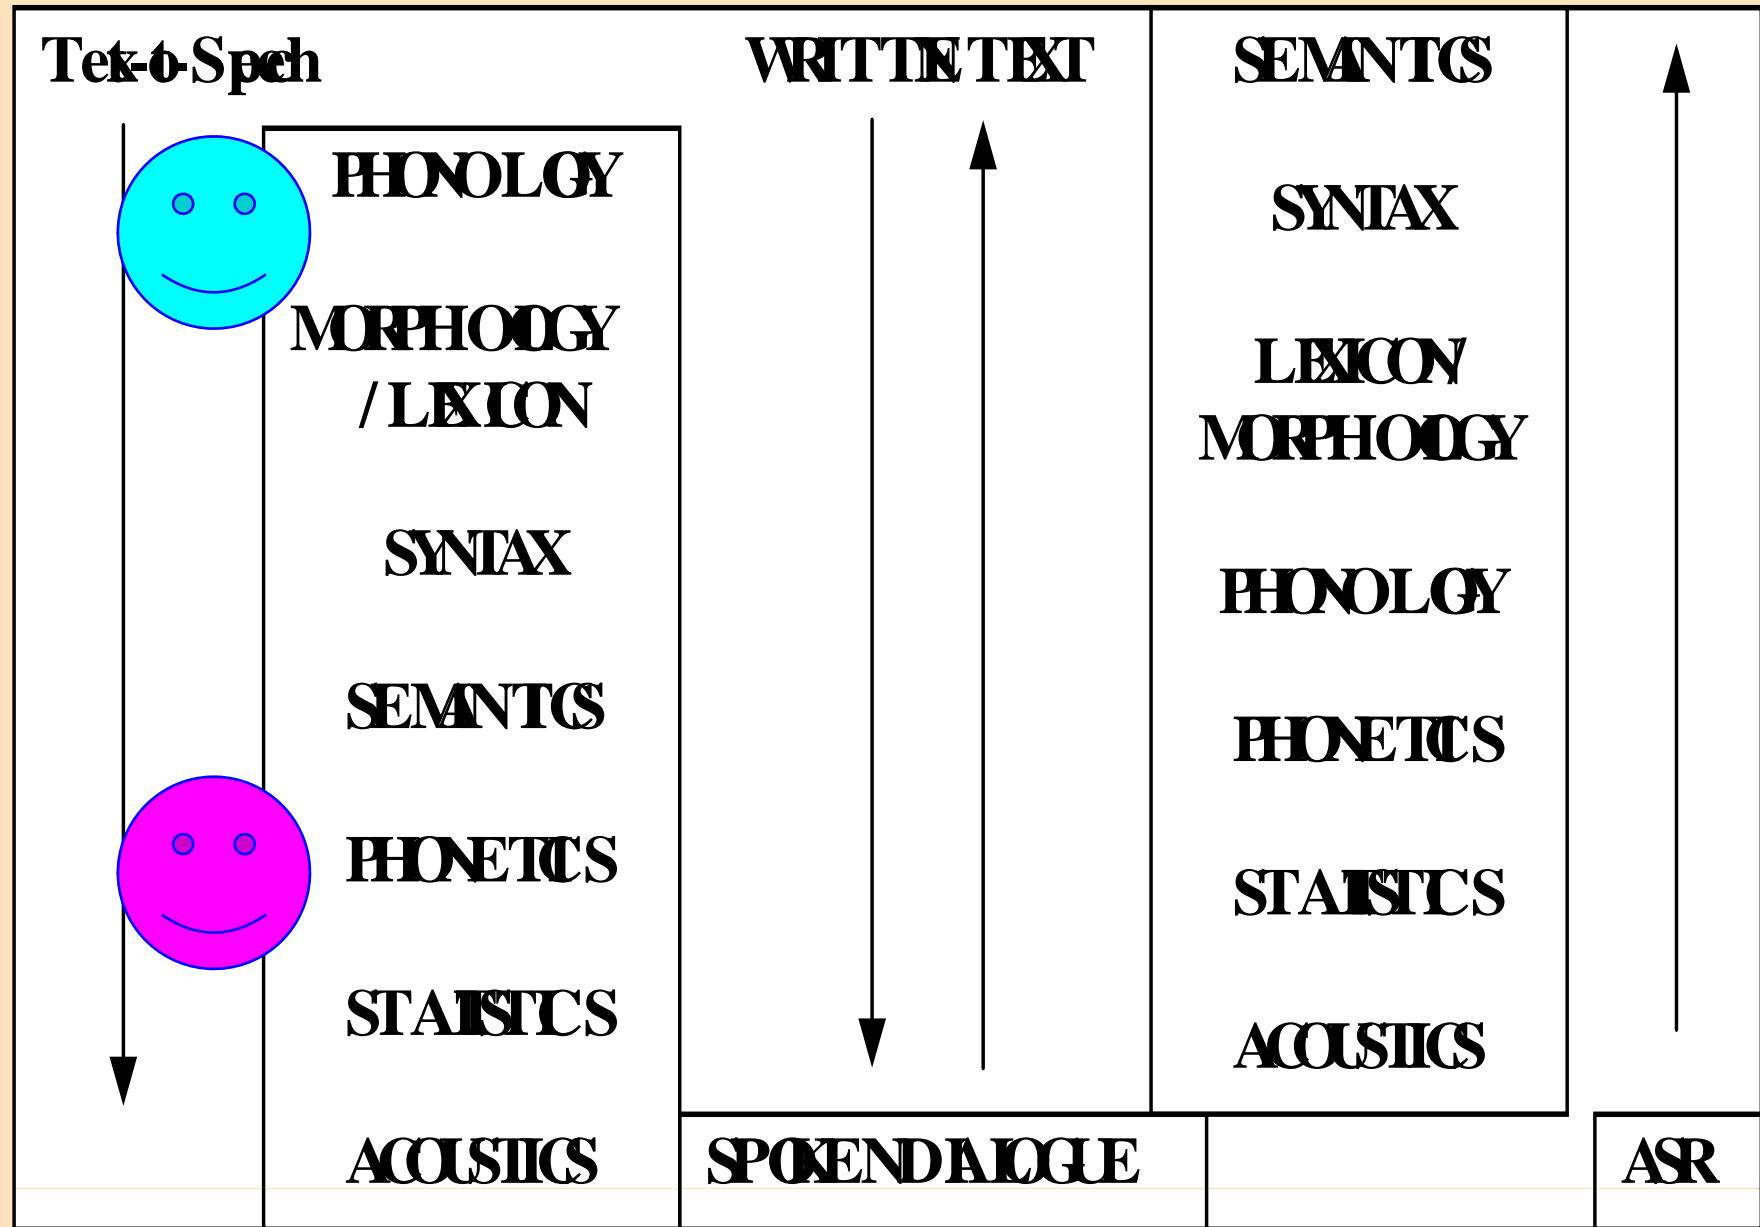 Text-to-Speech
PHONOLOGY
MORPHOLOGY
/ LEXICON
SYNTAX
SEMANTICS
PHONETICS
STATISTICS
ACOUSTICS
WRITTEN TEXT
SPOKEN DIALOGUE
SEMANTICS
SYNTAX
LEXICON/
MORPHOLOGY
PHONOLOGY
PHONETICS
STATISTICS
ACOUSTICS
ASR